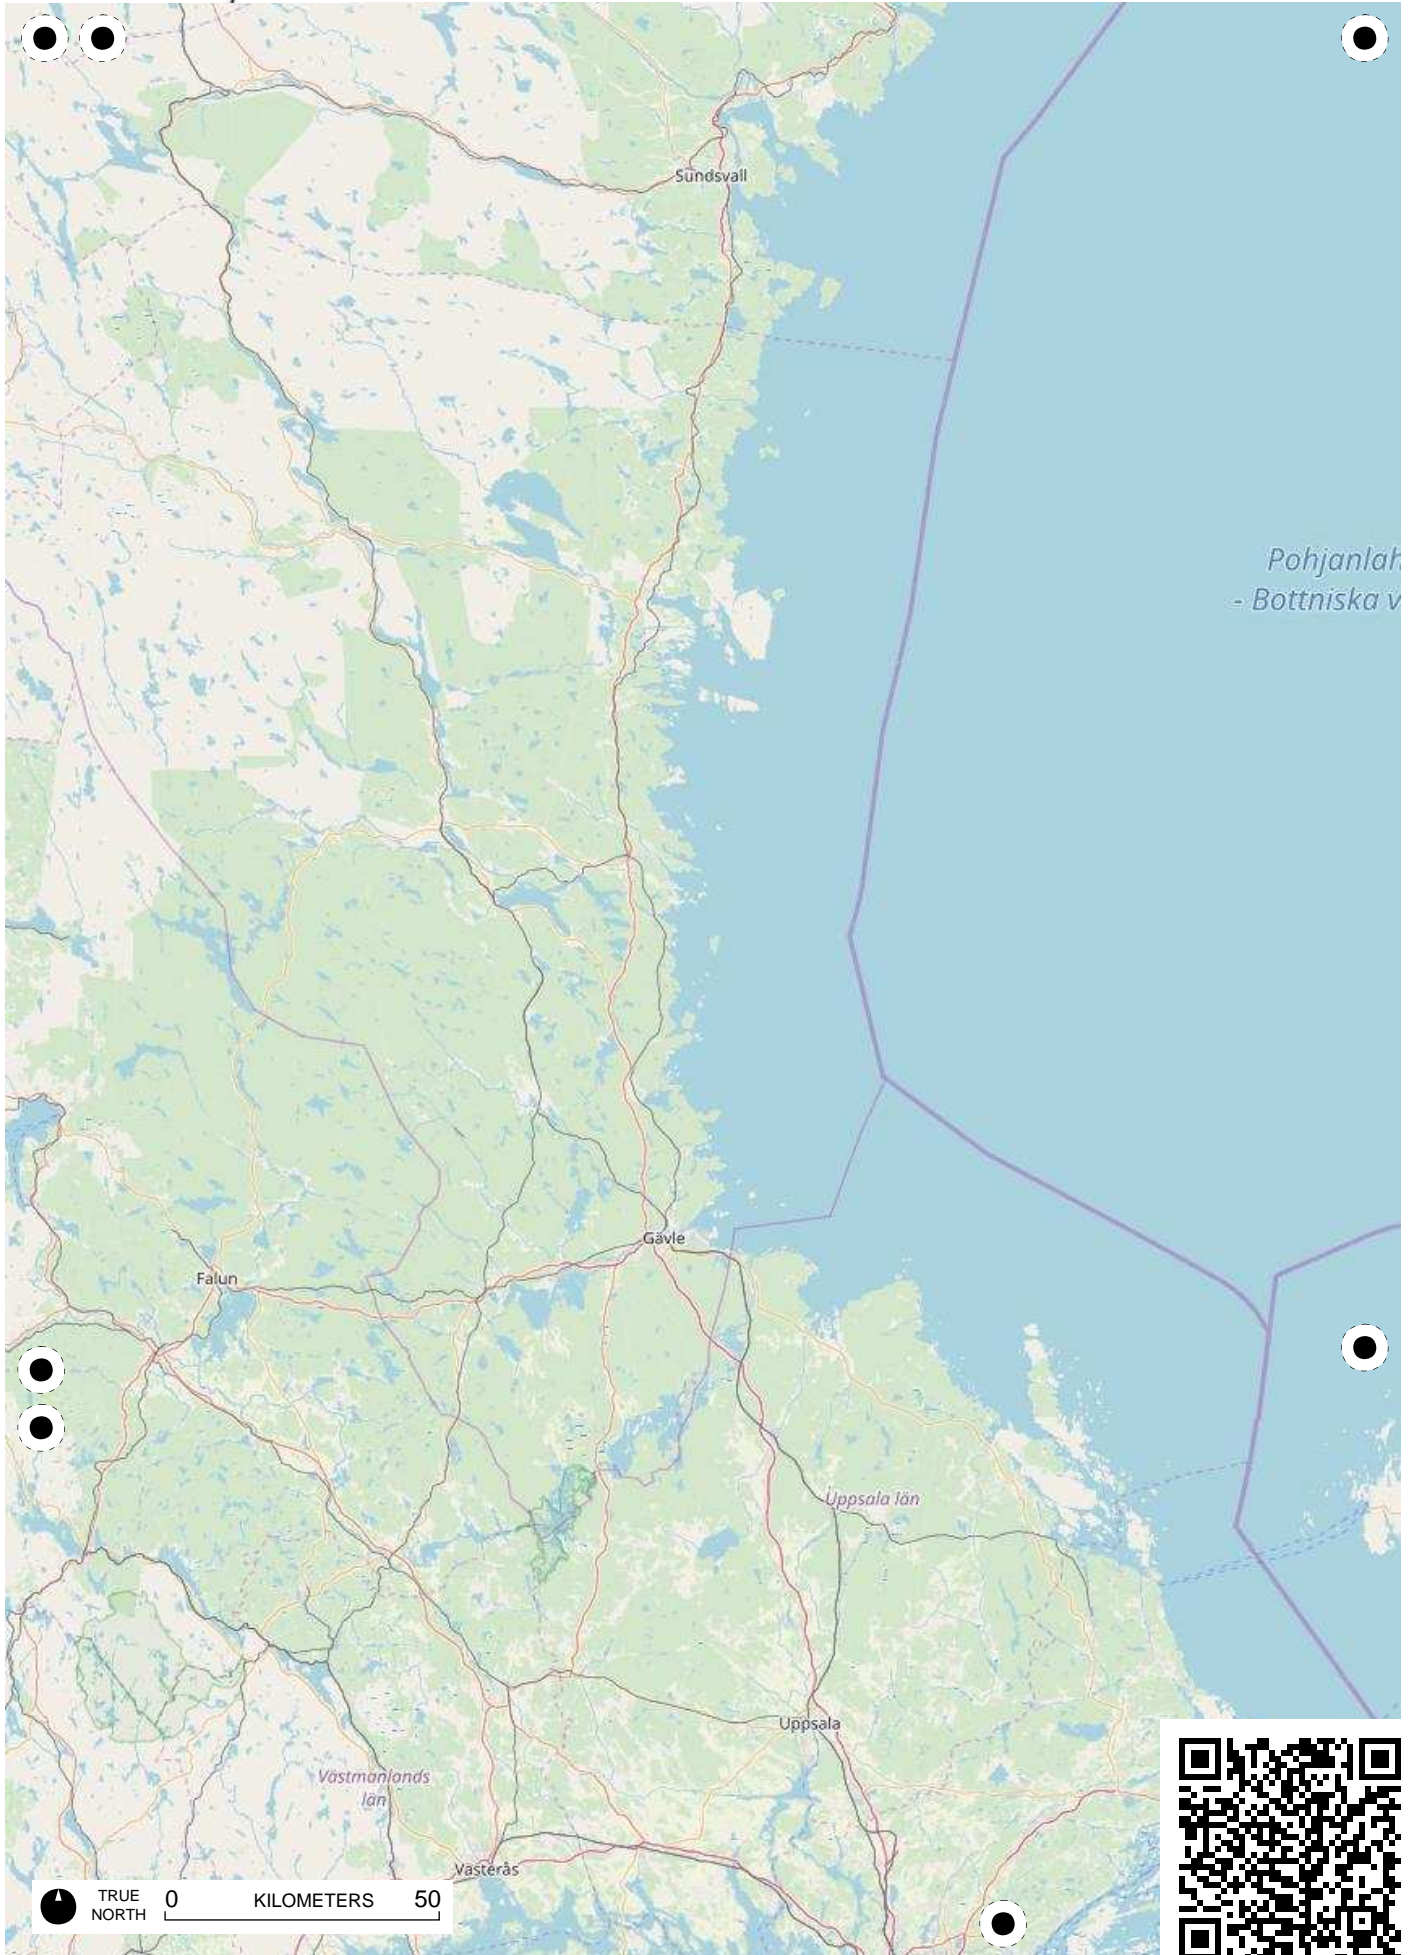 Sundsvall
Pohjanlah
- Bottniska v
Gävle
Falun
Uppsala län
Uppsala
Västmanlands
län
Västerås
TRUE
NORTH
0 KILOMETERS 50